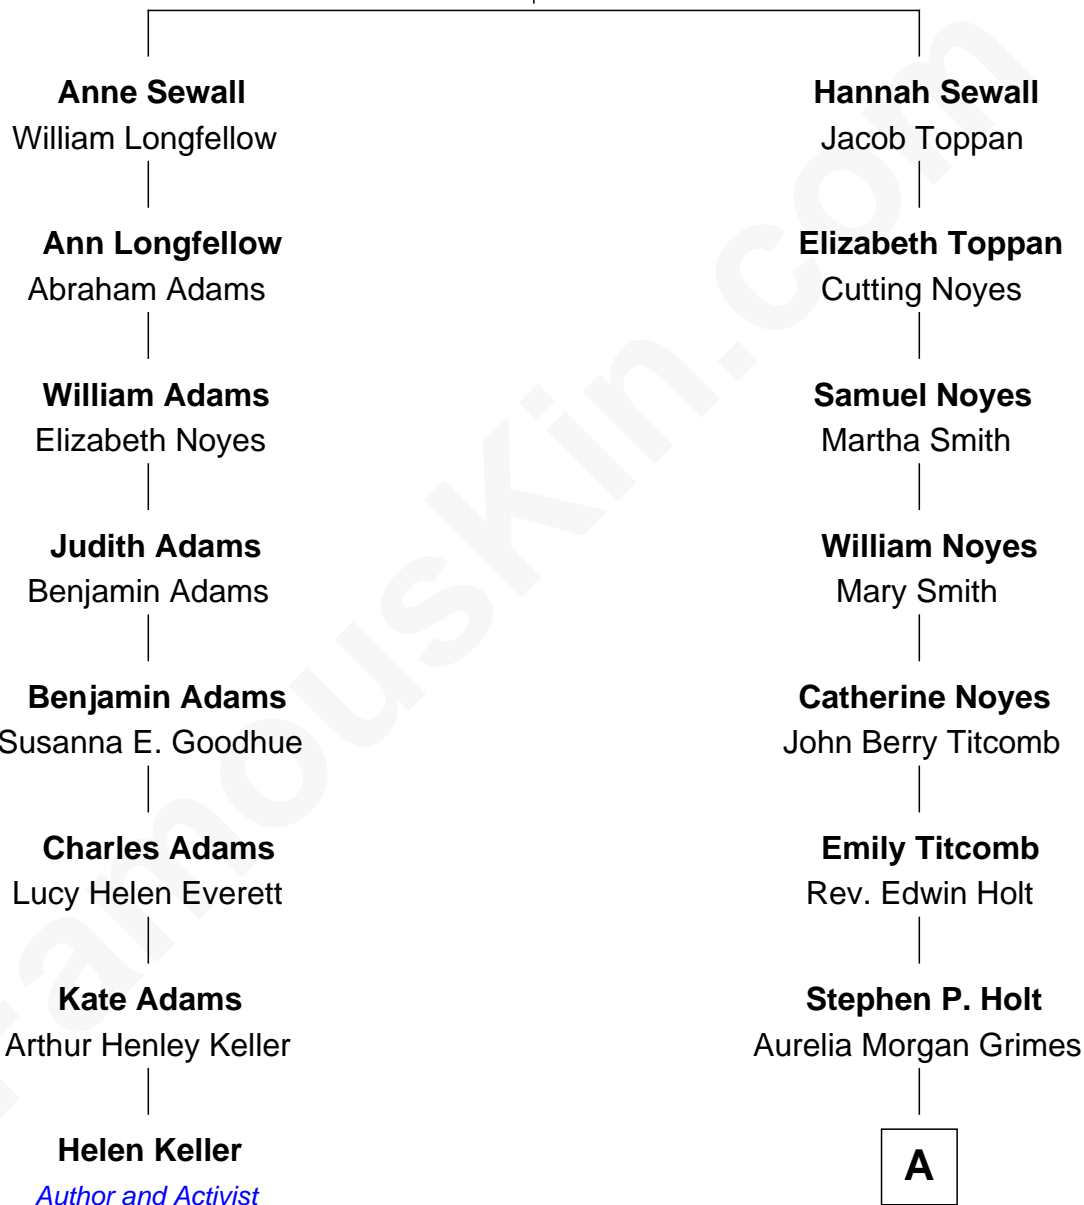 Anne Sewall
William Longfellow
Hannah Sewall
Jacob Toppan
Ann Longfellow
Abraham Adams
Elizabeth Toppan
Cutting Noyes
William Adams
Elizabeth Noyes
Samuel Noyes
Martha Smith
Judith Adams
Benjamin Adams
William Noyes
Mary Smith
Benjamin Adams
Susanna E. Goodhue
Catherine Noyes
John Berry Titcomb
Charles Adams
Lucy Helen Everett
Emily Titcomb
Rev. Edwin Holt
Kate Adams
Arthur Henley Keller
Stephen P. Holt
Aurelia Morgan Grimes
Helen Keller
Author and Activist
A
FamousKin.com